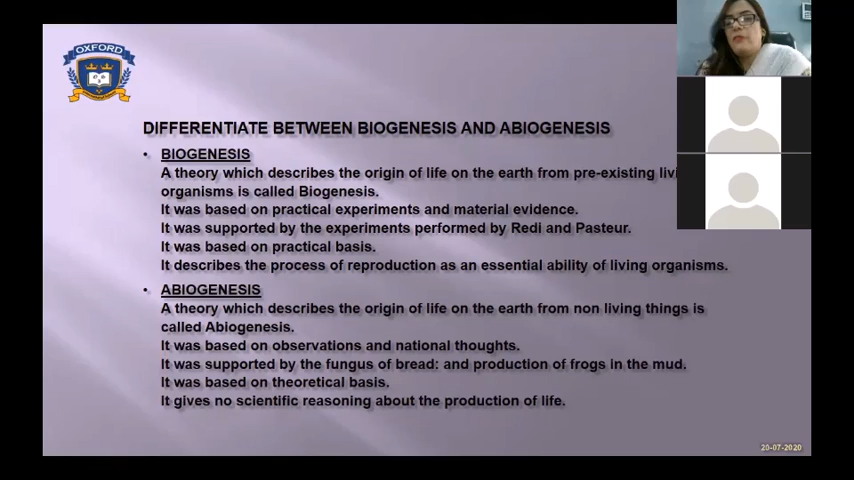 OXFORD
DIFFERENTIATE BETWEEN BIOGENESIS AND ABIOGENESIS
• BIOGENESIS
A theory which describes the origin of life on the earth from pre-existing livi
organisms is called Biogenesis.
It was based on practical experiments and material evidence.
It was supported by the experiments performed by Redi and Pasteur.
It was based on practical basis.
It describes the process of reproduction as an essential ability of living organisms.
• ABIOGENESIS
A theory which describes the origin of life on the earth from non living things is
called Abiogenesis.
It was based on observations and national thoughts.
It was supported by the fungus of bread: and production of frogs in the mud.
It was based on theoretical basis.
It gives no scientific reasoning about the production of life.
20-07-2020